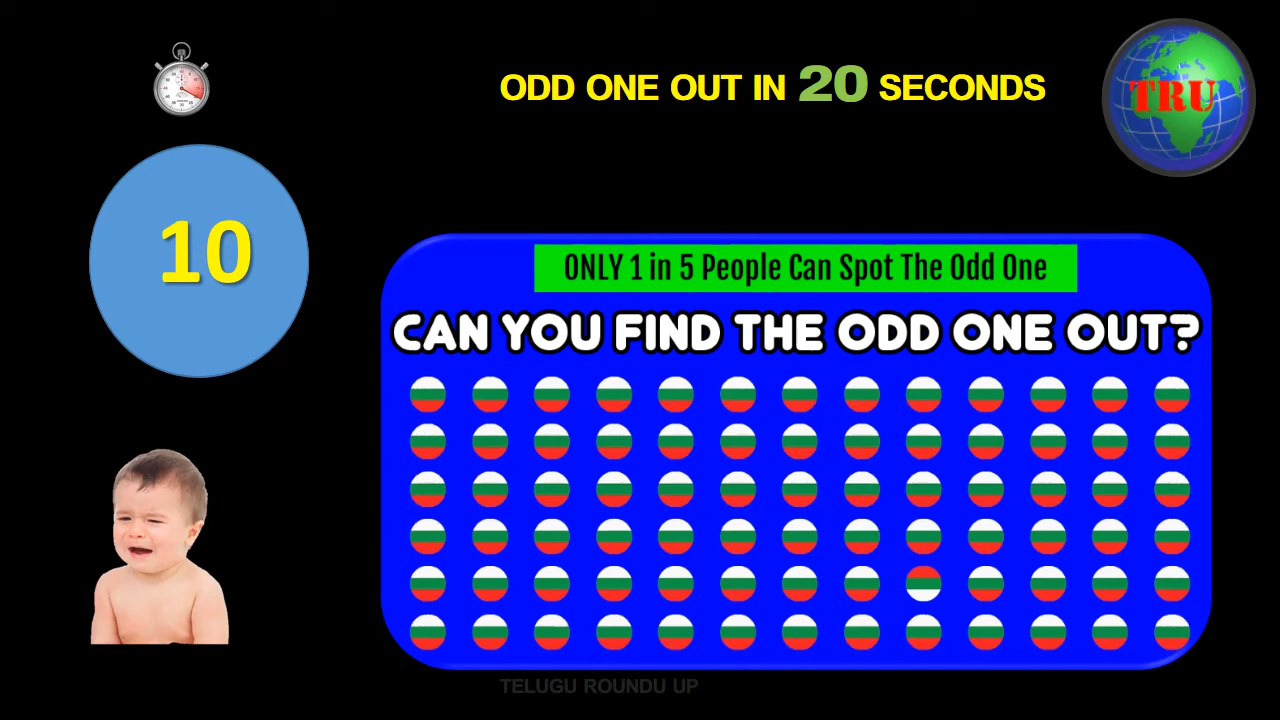 ODD ONE OUT IN 20 SECONDS
TRU
10
ONLY 1 in 5 People Can Spot The Odd One
CAN YOU FIND THE ODD ONE OUT?
TELUGU ROUNDU UP